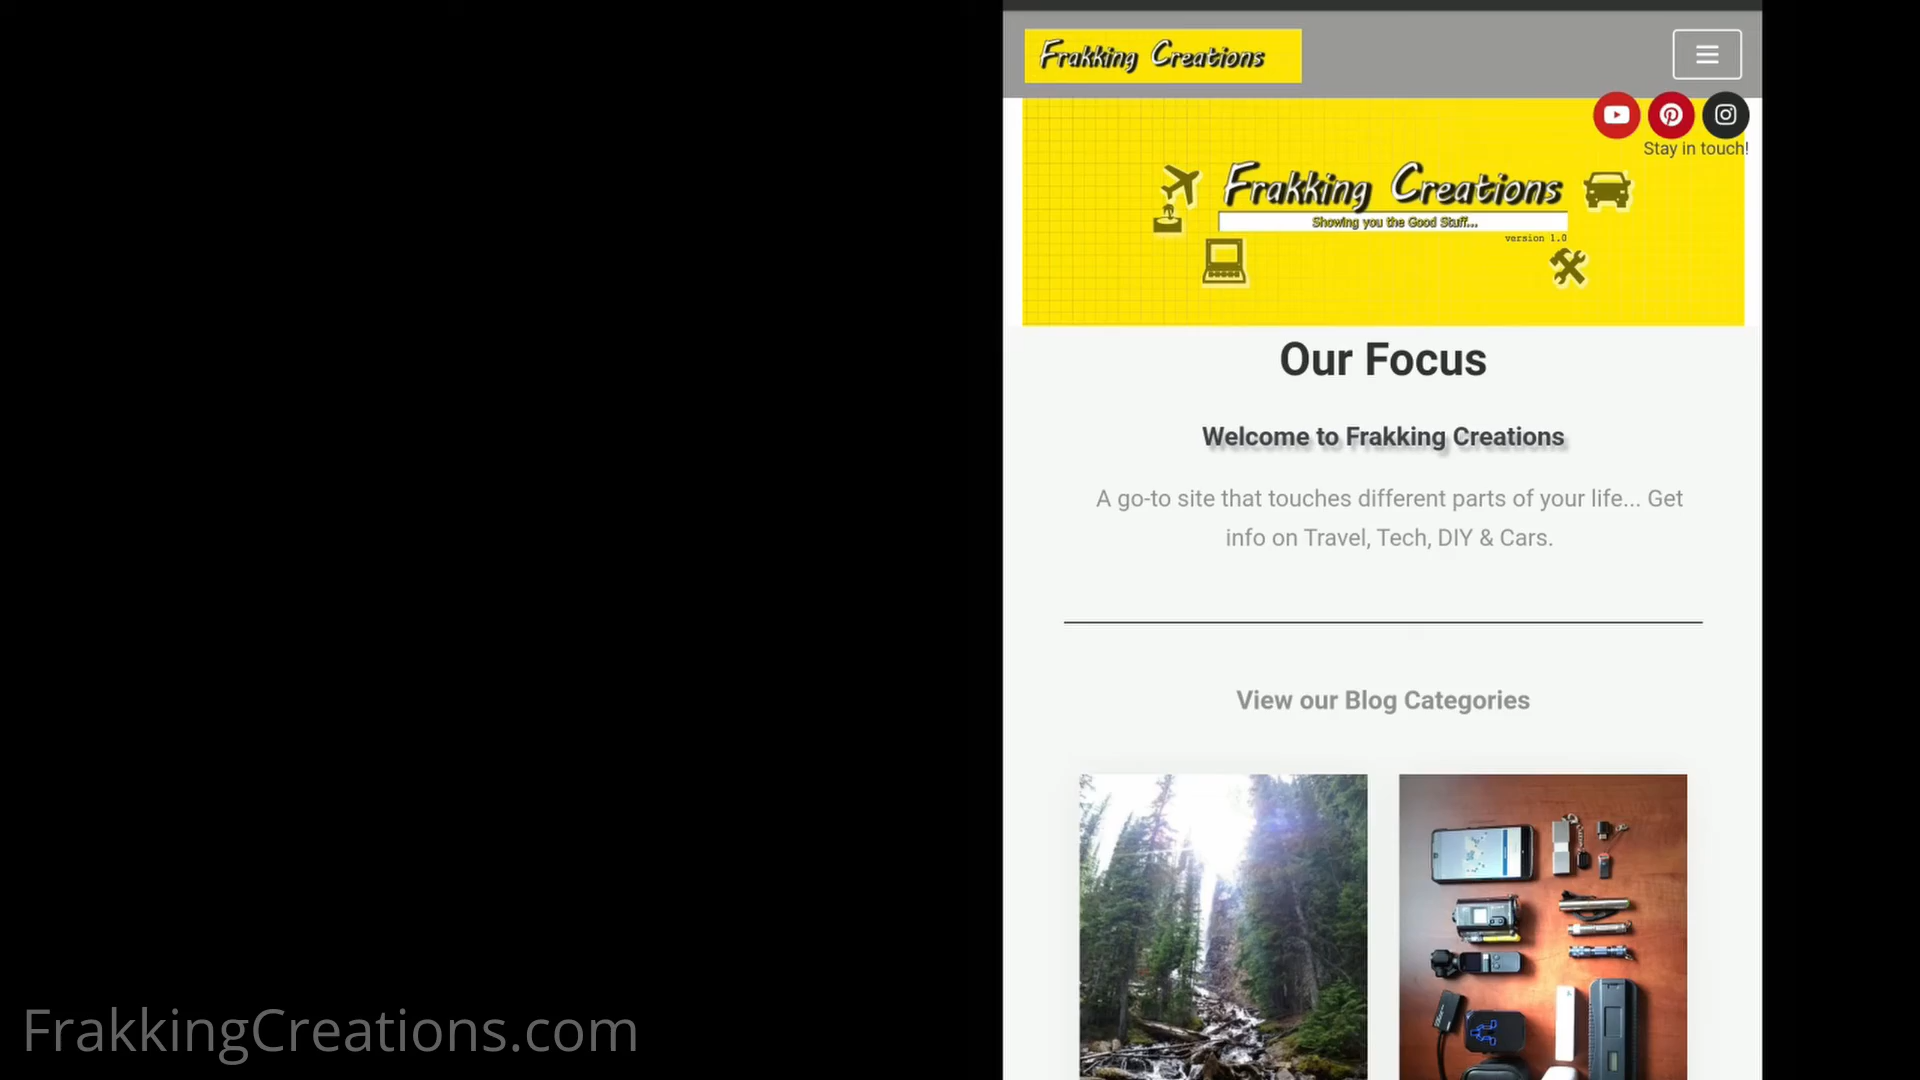 Frakking Creations
Stay in touch!
Frakking Creations
Showing you the Good Stuff...
version 1.0
Our Focus
Welcome to Frakking Creations
A go-to site that touches different parts of your life... Get
info on Travel, Tech, DIY & Cars.
View our Blog Categories
FrakkingCreations.com